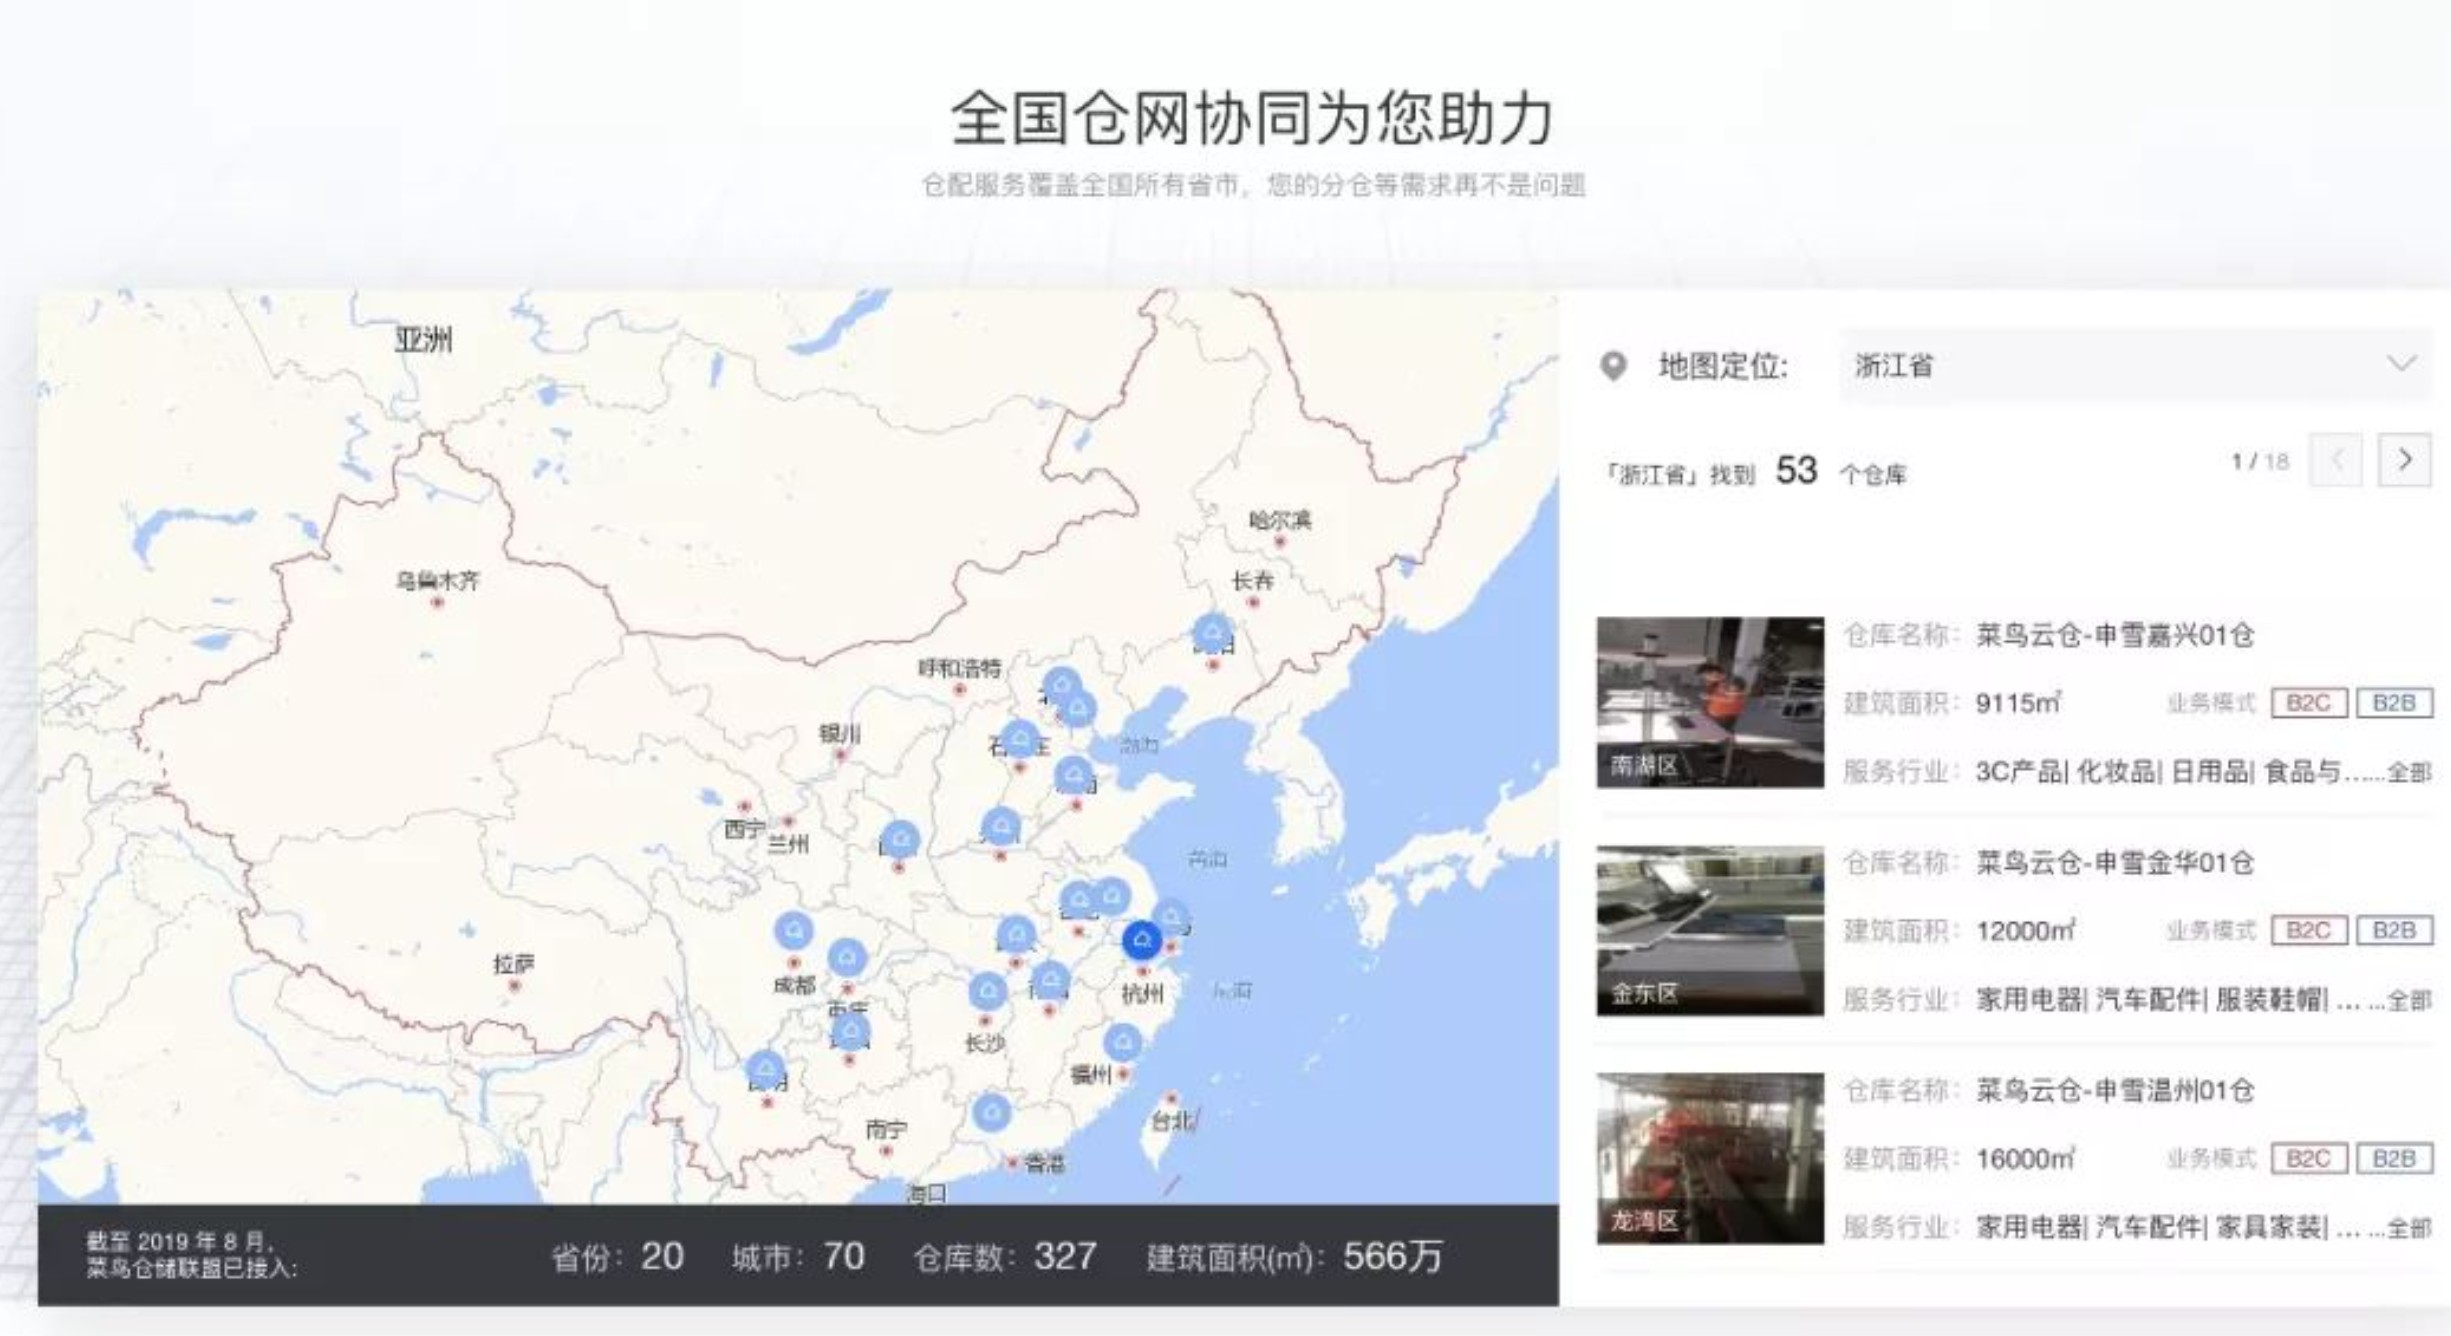 全国仓网协同为您助力
仓配服务覆盖全国所有省市，您的分仓等需求再不是问题
亚洲
哈尔滨
乌鲁木齐
长春
呼和浩特
银川
渤海
西宁
兰州
黄海
拉萨
成都
杭州
东海
长沙
福州
台北
南宁
香港
海口
截至 2019 年 8 月，
菜鸟仓储联盟已接入:
省份：20 城市：70 仓库数：327 建筑面积(㎡)：566万
地图定位: 浙江省
「浙江省」找到 53 个仓库 1 / 18
仓库名称：菜鸟云仓-申雪嘉兴01仓
建筑面积：9115㎡ 业务模式 B2C B2B
南湖区
服务行业：3C产品| 化妆品| 日用品| 食品与......全部
仓库名称：菜鸟云仓-申雪金华01仓
建筑面积：12000㎡ 业务模式 B2C B2B
金东区
服务行业：家用电器| 汽车配件| 服装鞋帽| ... ...全部
仓库名称：菜鸟云仓-申雪温州01仓
建筑面积：16000㎡ 业务模式 B2C B2B
龙湾区
服务行业：家用电器| 汽车配件| 家具家装| ... ...全部